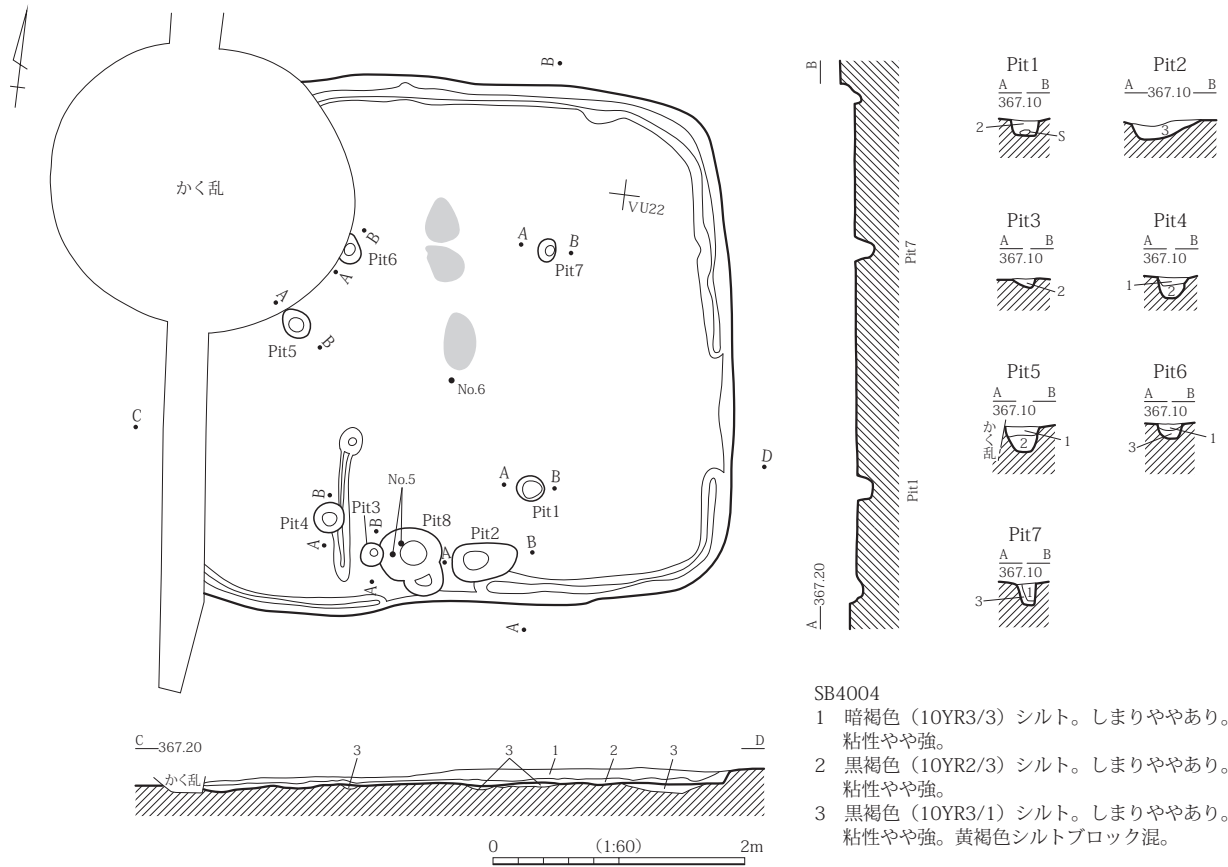 B
かく乱
VU22
A
B
Pit7
B
Pit6
A
A
B
Pit5
No.6
C
D
No.5
A
B
Pit1
B
Pit3
B
Pit8
Pit4
A
Pit2
B
A
A
A
B
A 367.20
Pit7
Pit1
Pit1
A B
367.10
2
S
Pit2
A 367.10 B
3
Pit3
A B
367.10
2
Pit4
A B
367.10
1
2
Pit5
A B
367.10
かく乱
2
1
Pit6
A B
367.10
3
1
Pit7
A B
367.10
3
1
C 367.20 D
かく乱
3 3 1 2 3
0 (1:60) 2m
SB4004
1 暗褐色（10YR3/3）シルト。しまりややあり。
粘性やや強。
2 黒褐色（10YR2/3）シルト。しまりややあり。
粘性やや強。
3 黒褐色（10YR3/1）シルト。しまりややあり。
粘性やや強。黄褐色シルトブロック混。